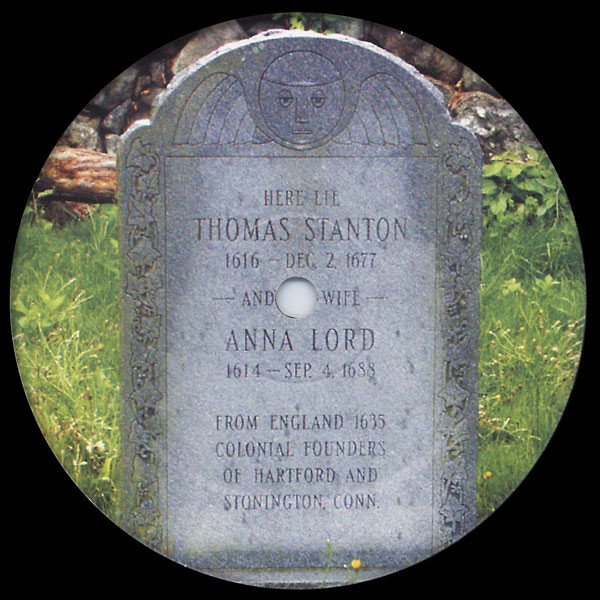 HERE LIE
THOMAS STANTON
1616 — DEC. 2, 1677
— AND WIFE —
ANNA LORD
1614 — SEP. 4, 1688
FROM ENGLAND 1635
COLONIAL FOUNDERS
OF HARTFORD AND
STONINGTON, CONN.